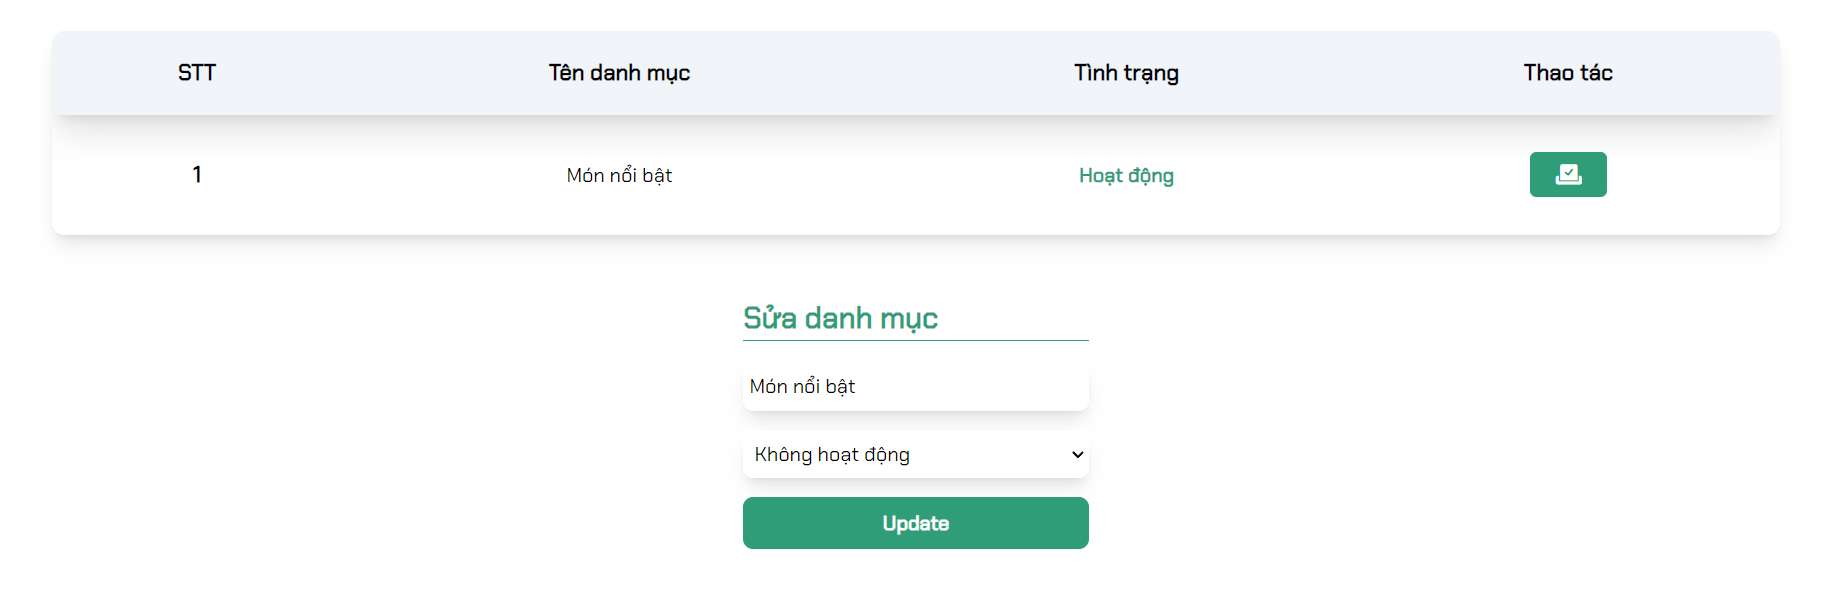 STT Tên danh mục Tình trạng Thao tác
1 Món nổi bật Hoạt động
Sửa danh mục
Món nổi bật
Không hoạt động
Update